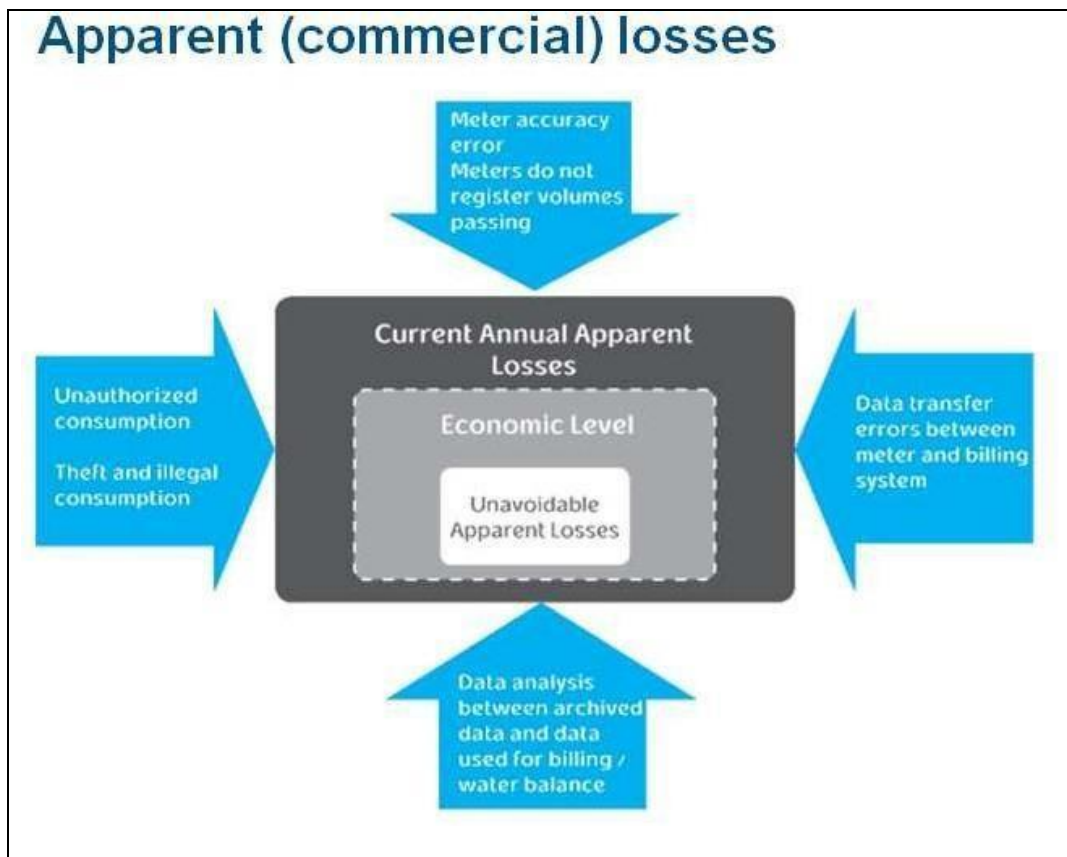 Apparent (commercial) losses
Meter accuracy
error
Meters do not
register volumes
passing
Current Annual Apparent
Losses
Economic Level
Unavoidable
Apparent Losses
Unauthorized
consumption
Theft and illegal
consumption
Data transfer
errors between
meter and billing
system
Data analysis
between archived
data and data
used for billing /
water balance